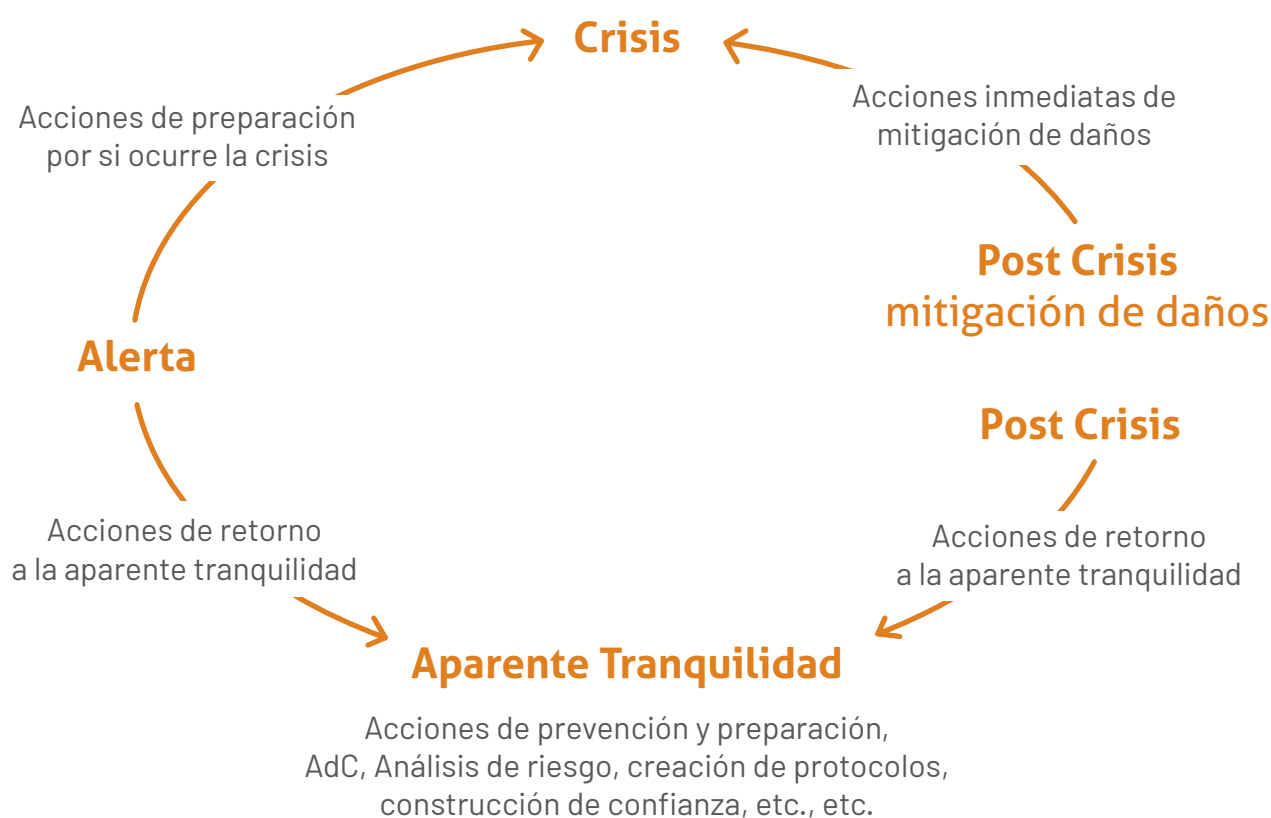 Crisis
Acciones de preparación
por si ocurre la crisis
Acciones inmediatas de
mitigación de daños
Post Crisis
mitigación de daños
Alerta
Post Crisis
Acciones de retorno
a la aparente tranquilidad
Acciones de retorno
a la aparente tranquilidad
Aparente Tranquilidad
Acciones de prevención y preparación,
AdC, Análisis de riesgo, creación de protocolos,
construcción de confianza, etc., etc.